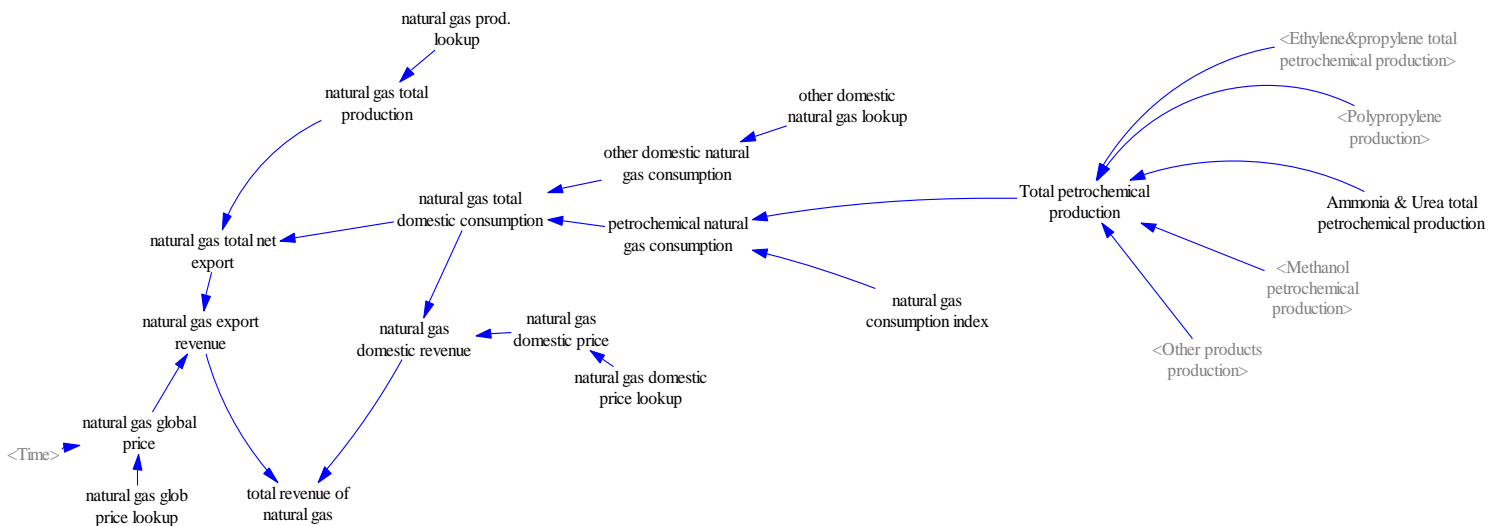 natural gas prod.
lookup
natural gas total
production
<Ethylene&propylene total
petrochemical production>
other domestic
natural gas lookup
<Polypropylene
production>
other domestic natural
gas consumption
natural gas total
domestic consumption
petrochemical natural
gas consumption
Total petrochemical
production
Ammonia & Urea total
petrochemical production
natural gas total net
export
<Methanol
petrochemical
production>
natural gas
consumption index
natural gas export
revenue
natural gas
domestic revenue
natural gas
domestic price
<Other products
production>
natural gas domestic
price lookup
natural gas global
price
<Time>
natural gas glob
price lookup
total revenue of
natural gas